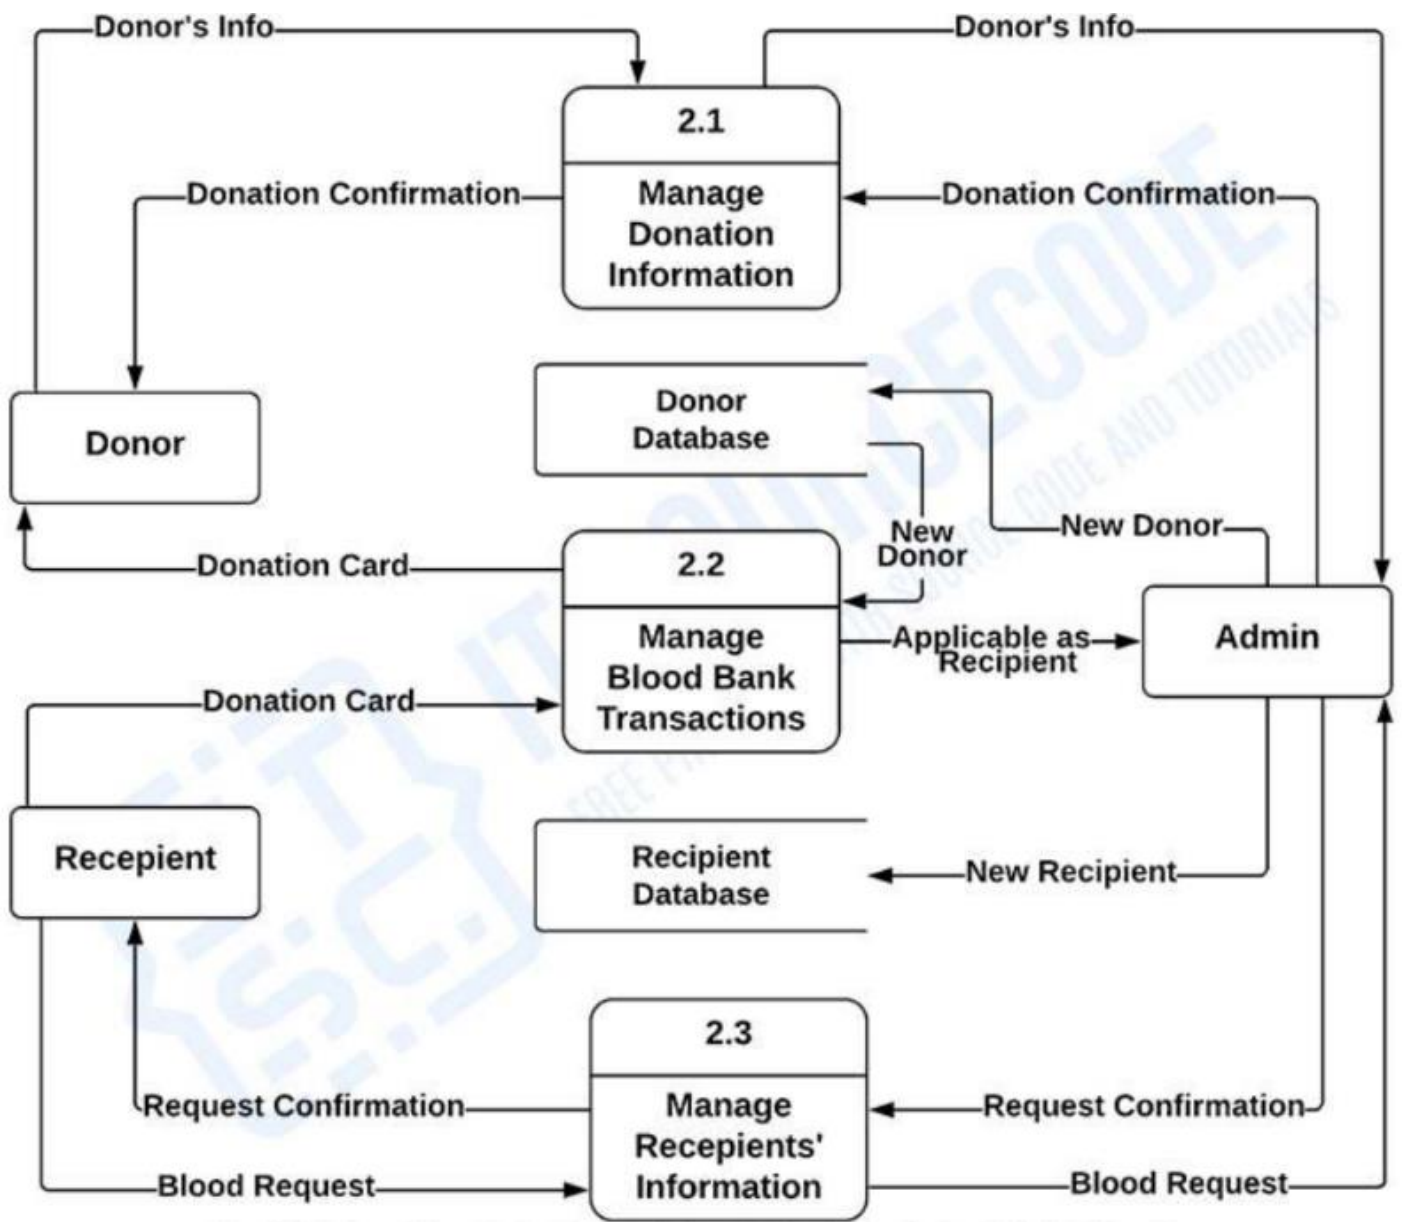 Donor's Info
Donor's Info
2.1
Manage
Donation
Information
Donation Confirmation
Donation Confirmation
Donor
Database
Donor
New
Donor
New Donor
Donation Card
2.2
Manage
Blood Bank
Transactions
Applicable as
Recipient
Admin
Donation Card
Recepient
Recipient
Database
New Recipient
2.3
Manage
Recepients'
Information
Request Confirmation
Request Confirmation
Blood Request
Blood Request